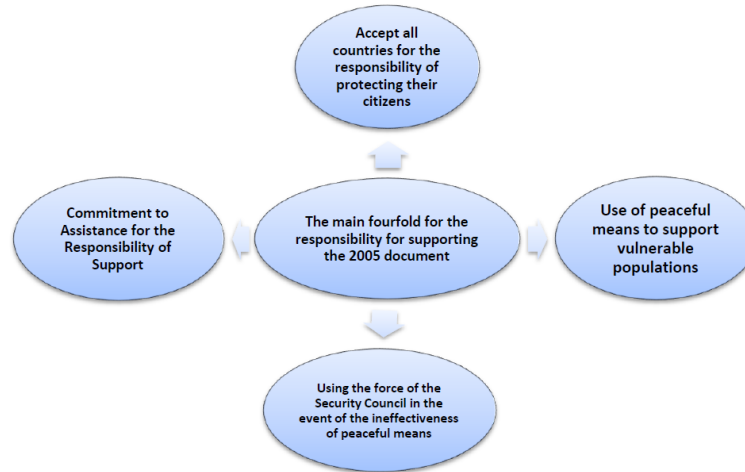 Accept all
countries for the
responsibility of
protecting their
citizens
Commitment to
Assistance for the
Responsibility of
Support
The main fourfold for the
responsibility for supporting
the 2005 document
Use of peaceful
means to support
vulnerable
populations
Using the force of the
Security Council in the
event of the ineffectiveness
of peaceful means